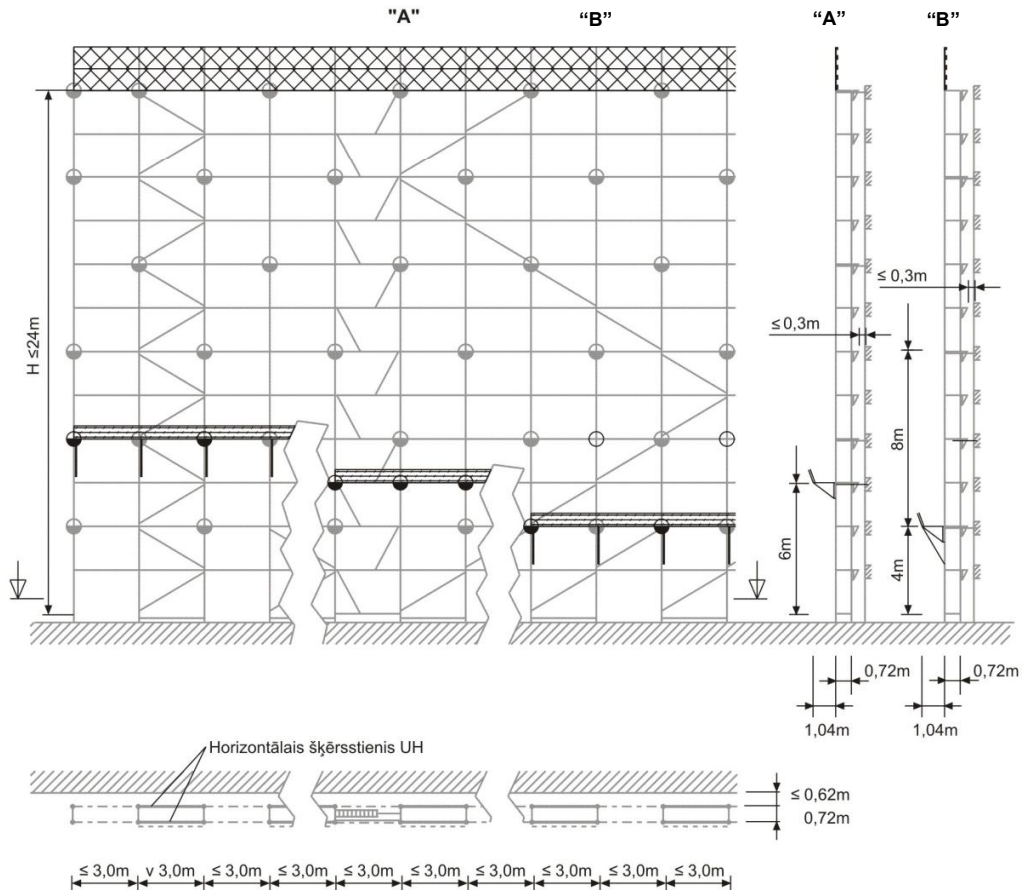 "A"
“B”
“A”
“B”
H ≤24m
≤ 0,3m
≤ 0,3m
8m
6m
4m
0,72m
0,72m
1,04m
1,04m
Horizontālais šķērsstienis UH
≤ 0,62m
0,72m
≤ 3,0m v 3,0m ≤ 3,0m ≤ 3,0m ≤ 3,0m ≤ 3,0m ≤ 3,0m ≤ 3,0m ≤ 3,0m ≤ 3,0m